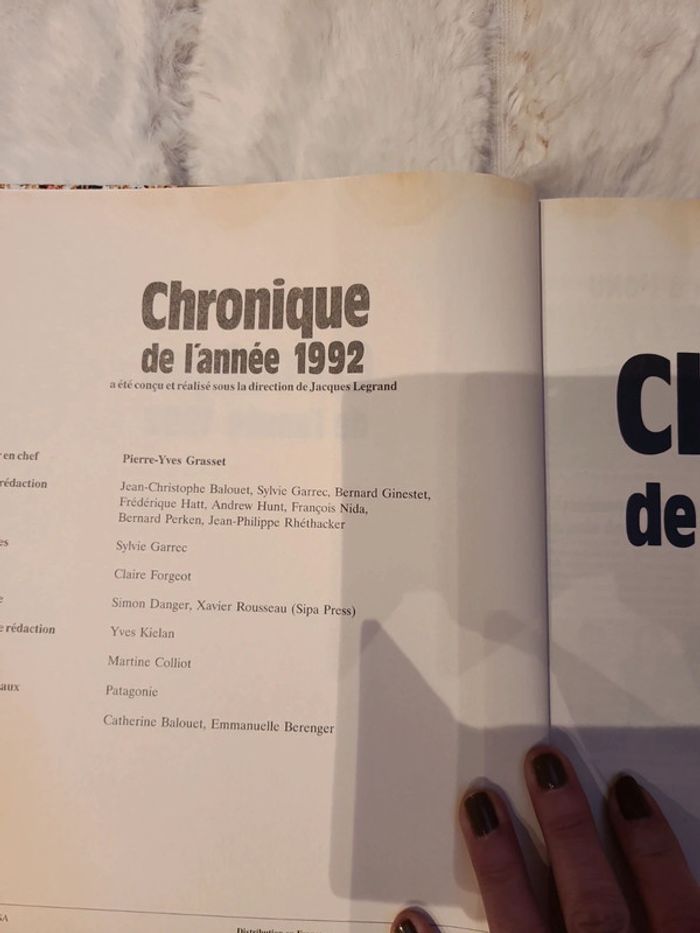 Chronique
de l'année 1992
a été conçu et réalisé sous la direction de Jacques Legrand
en chef Pierre-Yves Grasset
rédaction Jean-Christophe Balouet, Sylvie Garrec, Bernard Ginestet,
Frédérique Hatt, Andrew Hunt, François Nida,
Bernard Perken, Jean-Philippe Rhéthacker
es Sylvie Garrec
Claire Forgeot
e Simon Danger, Xavier Rousseau (Sipa Press)
e rédaction Yves Kielan
Martine Colliot
aux Patagonie
Catherine Balouet, Emmanuelle Berenger
SA
Distribution en
Ch
de